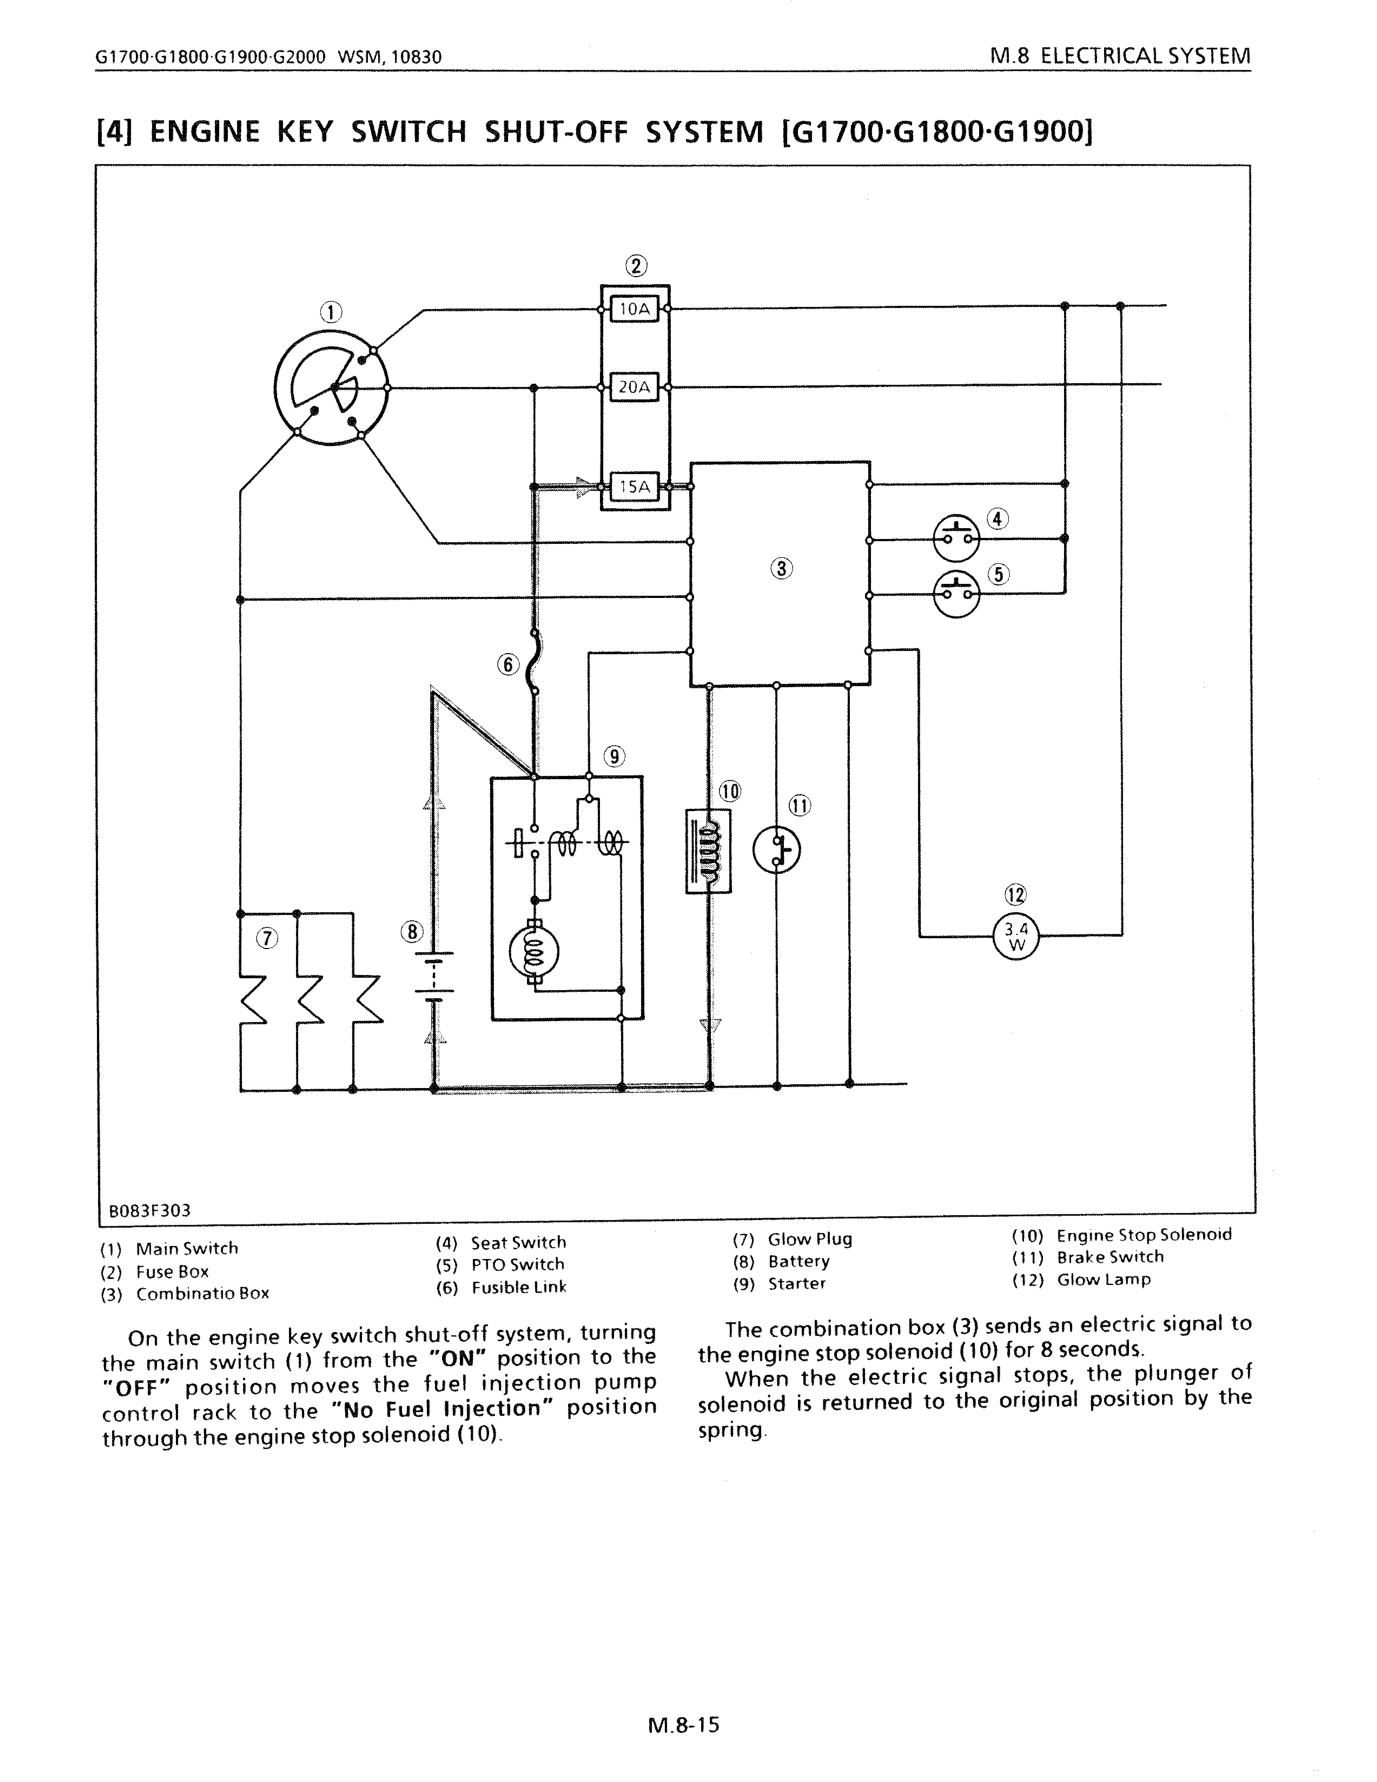 G1700·G1800·G1900·G2000 WSM, 10830
M.8 ELECTRICAL SYSTEM
[4] ENGINE KEY SWITCH SHUT-OFF SYSTEM [G1700·G1800·G1900]
②
①
10A
20A
15A
④
③
⑤
⑥
⑨
⑩
⑪
⑫
⑦
⑧
3.4
W
B083F303
(1) Main Switch
(2) Fuse Box
(3) Combinatio Box
(4) Seat Switch
(5) PTO Switch
(6) Fusible Link
(7) Glow Plug
(8) Battery
(9) Starter
(10) Engine Stop Solenoid
(11) Brake Switch
(12) Glow Lamp
On the engine key switch shut-off system, turning
the main switch (1) from the "ON" position to the
"OFF" position moves the fuel injection pump
control rack to the "No Fuel Injection" position
through the engine stop solenoid (10).
The combination box (3) sends an electric signal to
the engine stop solenoid (10) for 8 seconds.
When the electric signal stops, the plunger of
solenoid is returned to the original position by the
spring.
M.8-15